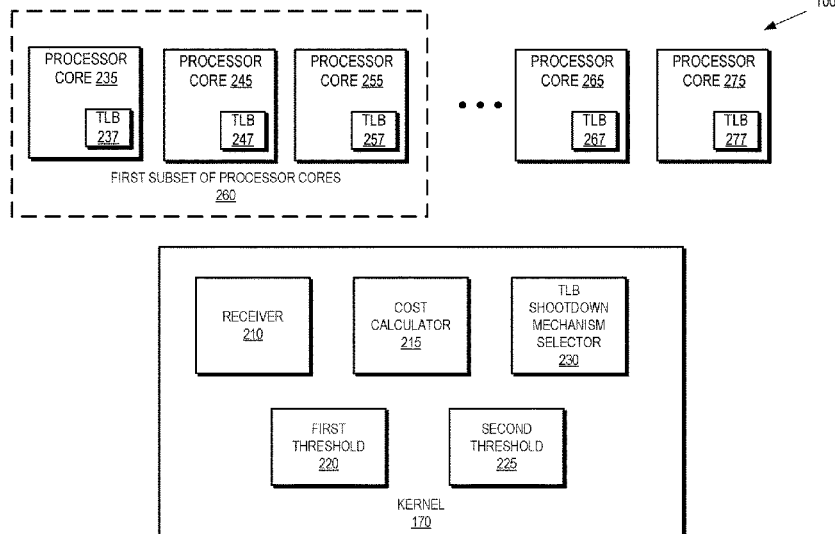 100
PROCESSOR
CORE 235
TLB
237
PROCESSOR
CORE 245
TLB
247
PROCESSOR
CORE 255
TLB
257
PROCESSOR
CORE 265
TLB
267
PROCESSOR
CORE 275
TLB
277
FIRST SUBSET OF PROCESSOR CORES
260
RECEIVER
210
COST
CALCULATOR
215
TLB
SHOOTDOWN
MECHANISM
SELECTOR
230
FIRST
THRESHOLD
220
SECOND
THRESHOLD
225
KERNEL
170